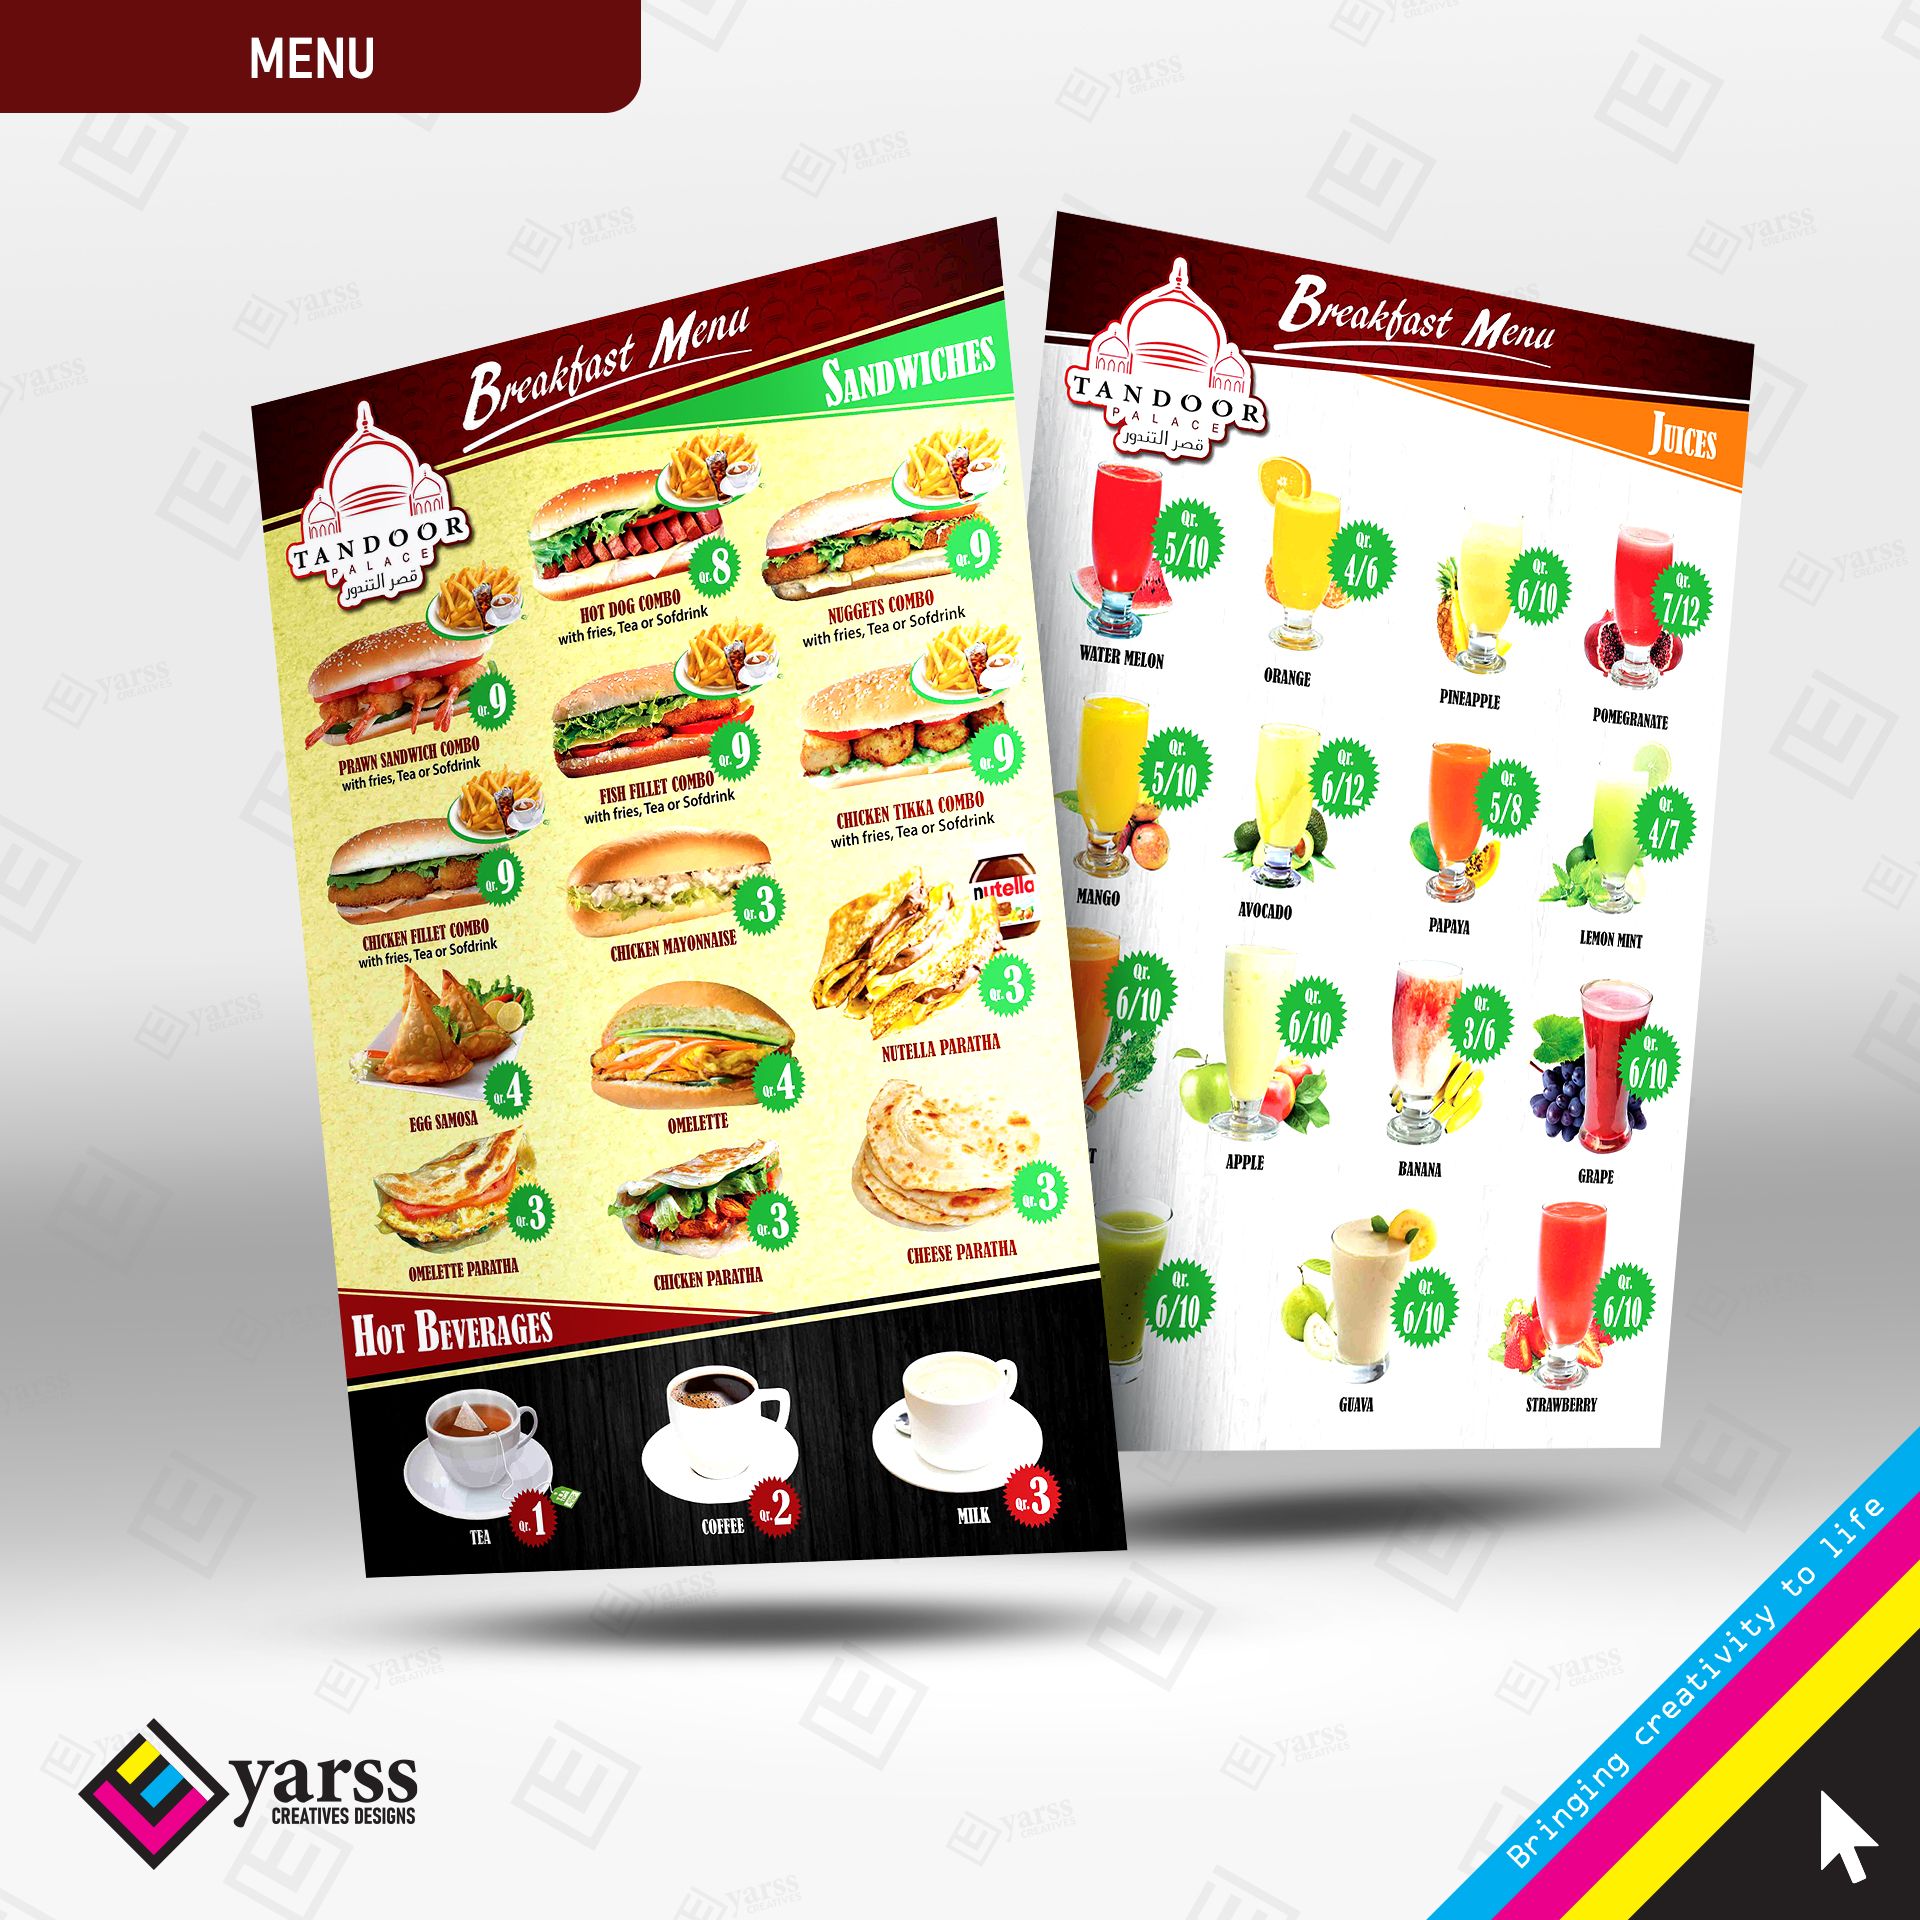 MENU
Breakfast Menu
SANDWICHES
TANDOOR
PALACE
قصر التندور
HOT DOG COMBO
with fries, Tea or Sofdrink
Qr.8
NUGGETS COMBO
with fries, Tea or Sofdrink
Qr.9
PRAWN SANDWICH COMBO
with fries, Tea or Sofdrink
Qr.9
FISH FILLET COMBO
with fries, Tea or Sofdrink
Qr.9
CHICKEN TIKKA COMBO
with fries, Tea or Sofdrink
Qr.9
CHICKEN FILLET COMBO
with fries, Tea or Sofdrink
Qr.9
CHICKEN MAYONNAISE
Qr.3
nutella
NUTELLA PARATHA
Qr.3
EGG SAMOSA
Qr.4
OMELETTE
Qr.4
CHEESE PARATHA
Qr.3
OMELETTE PARATHA
Qr.3
CHICKEN PARATHA
Qr.3
HOT BEVERAGES
TEA
Qr.1
COFFEE
Qr.2
MILK
Qr.3
Breakfast Menu
JUICES
TANDOOR
PALACE
قصر التندور
Qr. 5/10
WATER MELON
Qr. 4/6
ORANGE
Qr. 6/10
PINEAPPLE
Qr. 7/12
POMEGRANATE
Qr. 5/10
MANGO
Qr. 6/12
AVOCADO
Qr. 5/8
PAPAYA
Qr. 4/7
LEMON MINT
Qr. 6/10
T
Qr. 6/10
APPLE
Qr. 3/6
BANANA
Qr. 6/10
GRAPE
Qr. 6/10
Qr. 6/10
GUAVA
Qr. 6/10
STRAWBERRY
Eyarss
CREATIVES DESIGNS
Bringing creativity to life